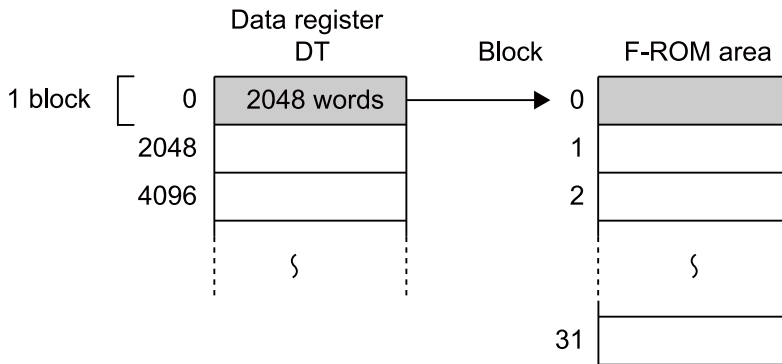 Data register
DT
Block
F-ROM area
1 block
0
2048 words
0
2048
1
4096
2
31